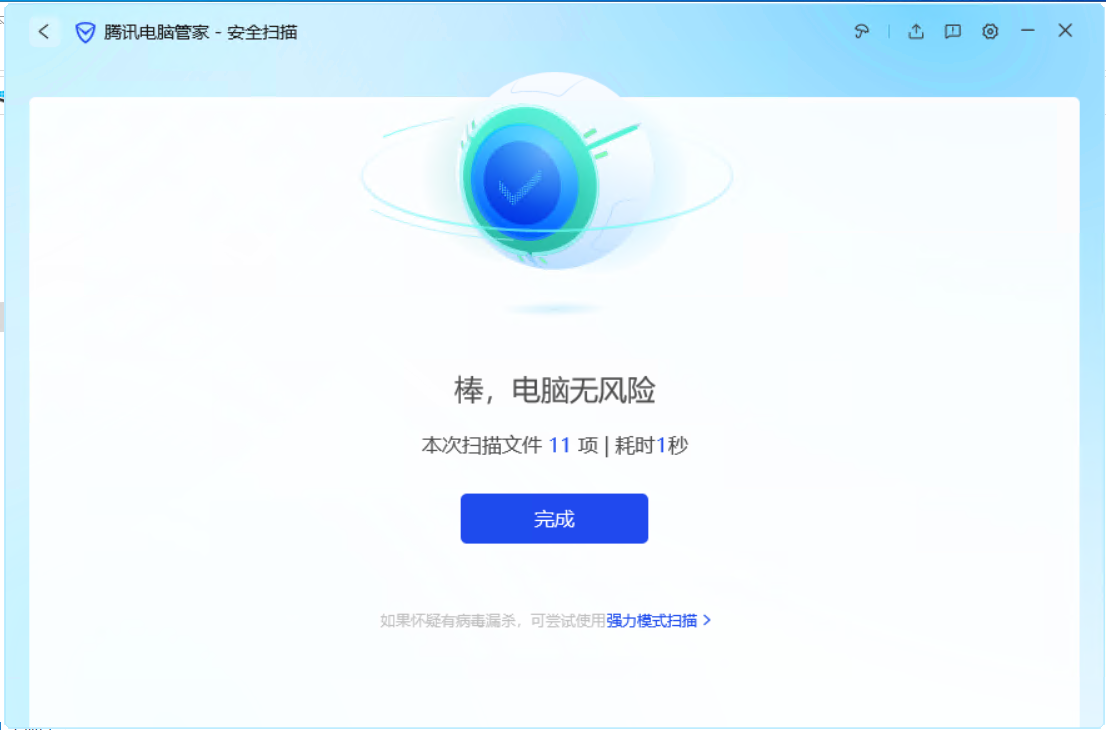 腾讯电脑管家 - 安全扫描
棒，电脑无风险
本次扫描文件 11 项 | 耗时1秒
完成
如果怀疑有病毒漏杀，可尝试使用强力模式扫描 >